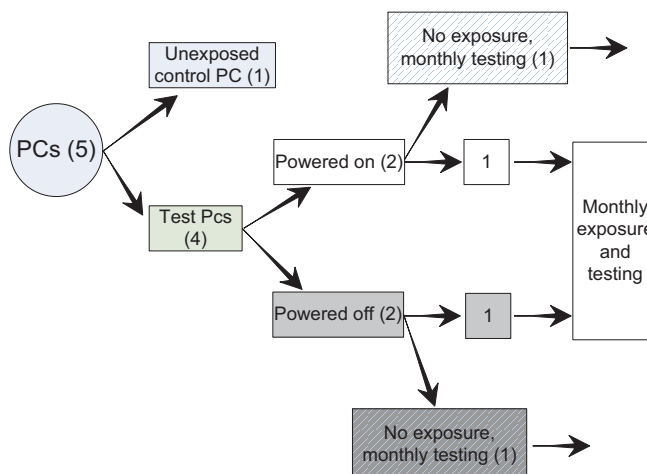 No exposure,
monthly testing (1)
Unexposed
control PC (1)
PCs (5)
Powered on (2)
1
Monthly
exposure
and
testing
Test Pcs
(4)
Powered off (2)
1
No exposure,
monthly testing (1)